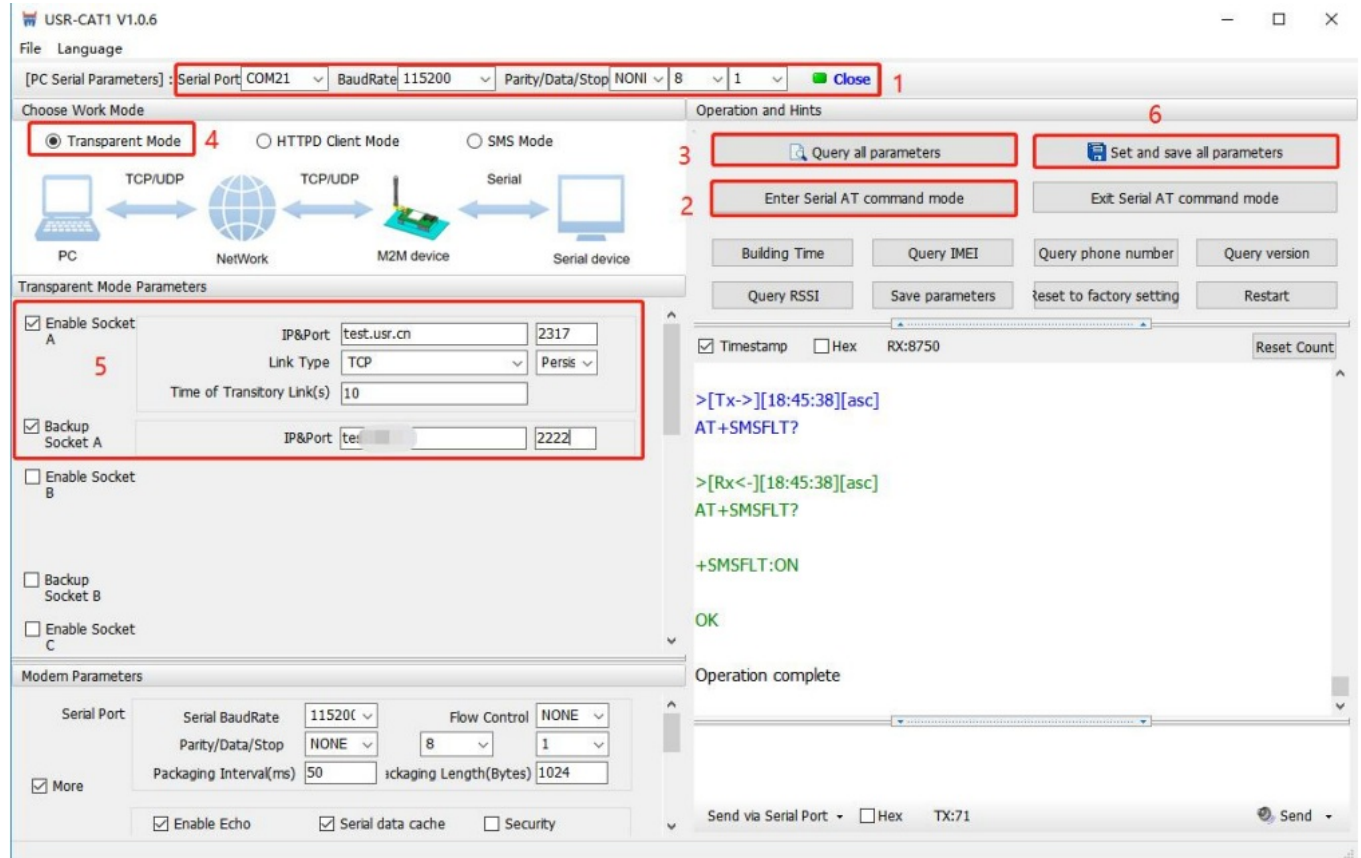 USR-CAT1 V1.0.6
File Language
[PC Serial Parameters] : Serial Port COM21 BaudRate 115200 Parity/Data/Stop NONI 8 1 Close 1
Choose Work Mode
Transparent Mode 4 HTTPD Client Mode SMS Mode
TCP/UDP TCP/UDP Serial
PC NetWork M2M device Serial device
Transparent Mode Parameters
Enable Socket A
5
IP&Port test.usr.cn 2317
Link Type TCP Persis
Time of Transitory Link(s) 10
Backup Socket A
IP&Port 2222
Enable Socket B
Backup Socket B
Enable Socket C
Modem Parameters
Serial Port Serial BaudRate 11520( Flow Control NONE
Parity/Data/Stop NONE 8 1
Packaging Interval(ms) 50 ackaging Length(Bytes) 1024
More
Enable Echo Serial data cache Security
Operation and Hints
6
3 Query all parameters Set and save all parameters
2 Enter Serial AT command mode Exit Serial AT command mode
Building Time Query IMEI Query phone number Query version
Query RSSI Save parameters Reset to factory setting Restart
Timestamp Hex RX:8750 Reset Count
>[Tx->][18:45:38][asc]
AT+SMSFLT?
>[Rx<-][18:45:38][asc]
AT+SMSFLT?
+SMSFLT:ON
OK
Operation complete
Send via Serial Port Hex TX:71 Send